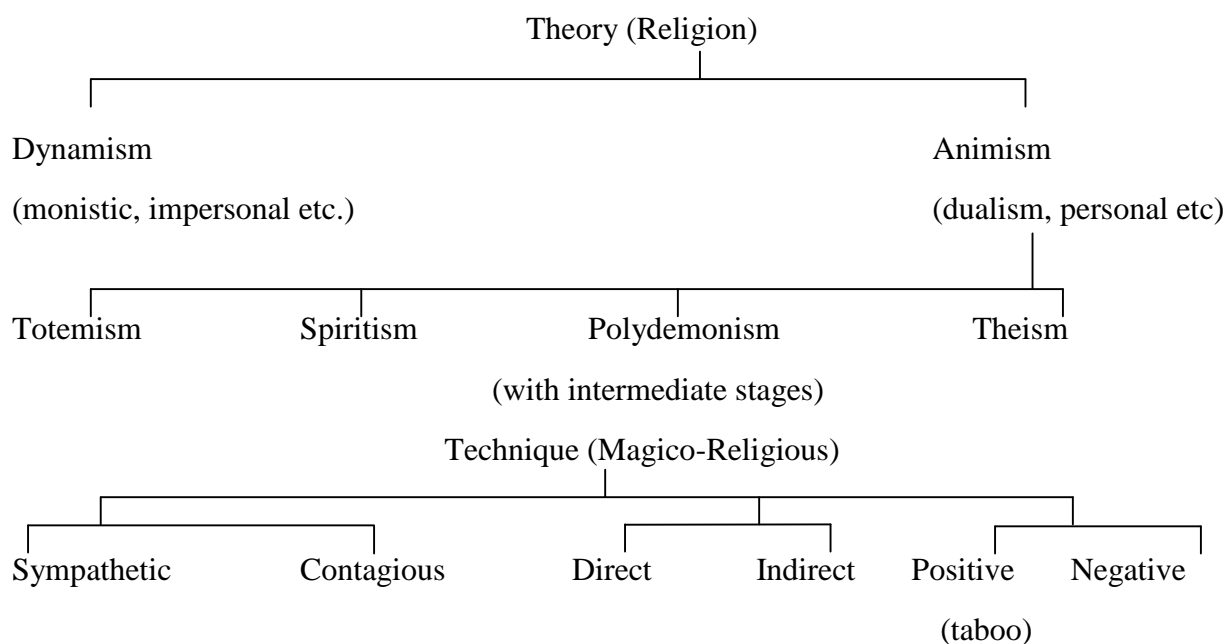 Theory (Religion)
Dynamism Animism
(monistic, impersonal etc.) (dualism, personal etc)
Totemism Spiritism Polydemonism Theism
(with intermediate stages)
Technique (Magico-Religious)
Sympathetic Contagious Direct Indirect Positive Negative
(taboo)